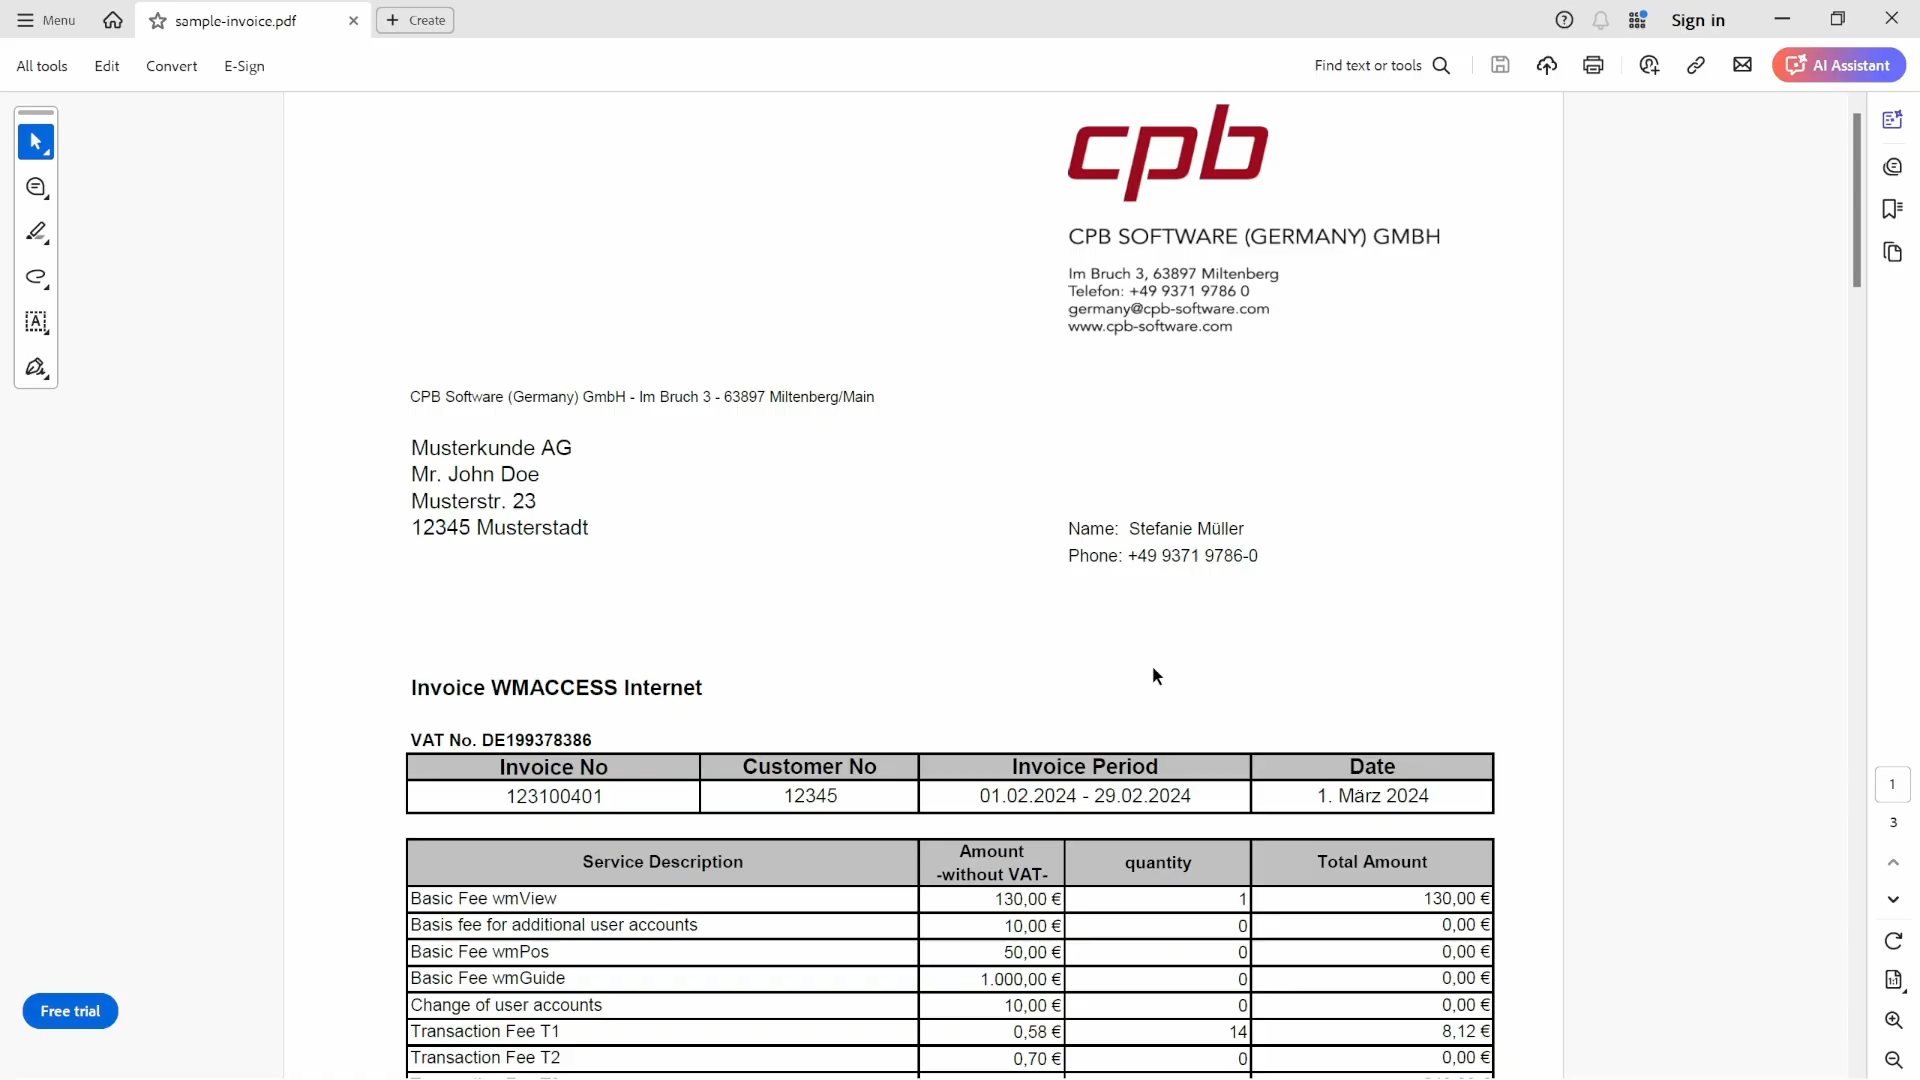 Menu
sample-invoice.pdf
Create
Sign in
All tools
Edit
Convert
E-Sign
Find text or tools
AI Assistant
cpb
CPB SOFTWARE (GERMANY) GMBH
Im Bruch 3, 63897 Miltenberg
Telefon: +49 9371 9786 0
germany@cpb-software.com
www.cpb-software.com
CPB Software (Germany) GmbH - Im Bruch 3 - 63897 Miltenberg/Main
Musterkunde AG
Mr. John Doe
Musterstr. 23
12345 Musterstadt
Name: Stefanie Müller
Phone: +49 9371 9786-0
Invoice WMACCESS Internet
VAT No. DE199378386
Invoice No Customer No Invoice Period Date
123100401 12345 01.02.2024 - 29.02.2024 1. März 2024
Service Description Amount -without VAT- quantity Total Amount
Basic Fee wmView 130,00 € 1 130,00 €
Basis fee for additional user accounts 10,00 € 0 0,00 €
Basic Fee wmPos 50,00 € 0 0,00 €
Basic Fee wmGuide 1.000,00 € 0 0,00 €
Change of user accounts 10,00 € 0 0,00 €
Transaction Fee T1 0,58 € 14 8,12 €
Transaction Fee T2 0,70 € 0 0,00 €
Free trial
1
3